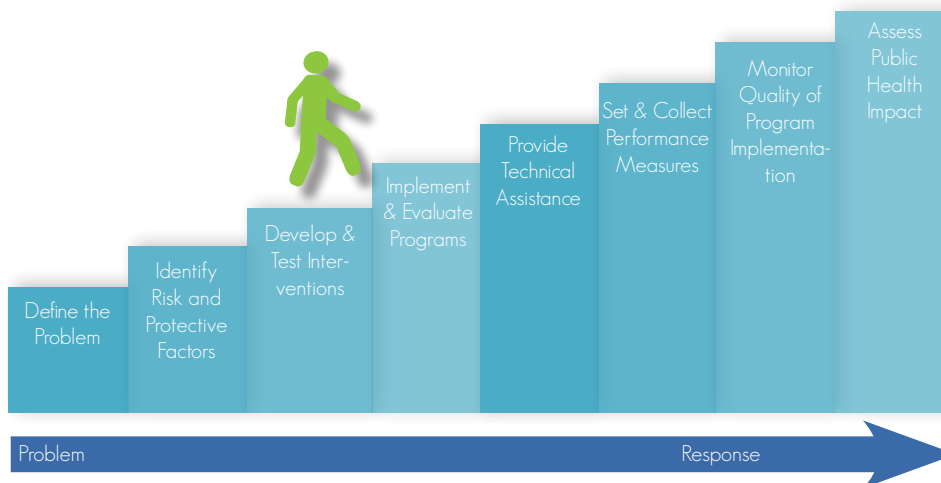 Define the
Problem
Identify
Risk and
Protective
Factors
Develop &
Test Inter-
ventions
Implement
& Evaluate
Programs
Provide
Technical
Assistance
Set & Collect
Performance
Measures
Monitor
Quality of
Program
Implementa-
tion
Assess
Public
Health
Impact
Problem
Response